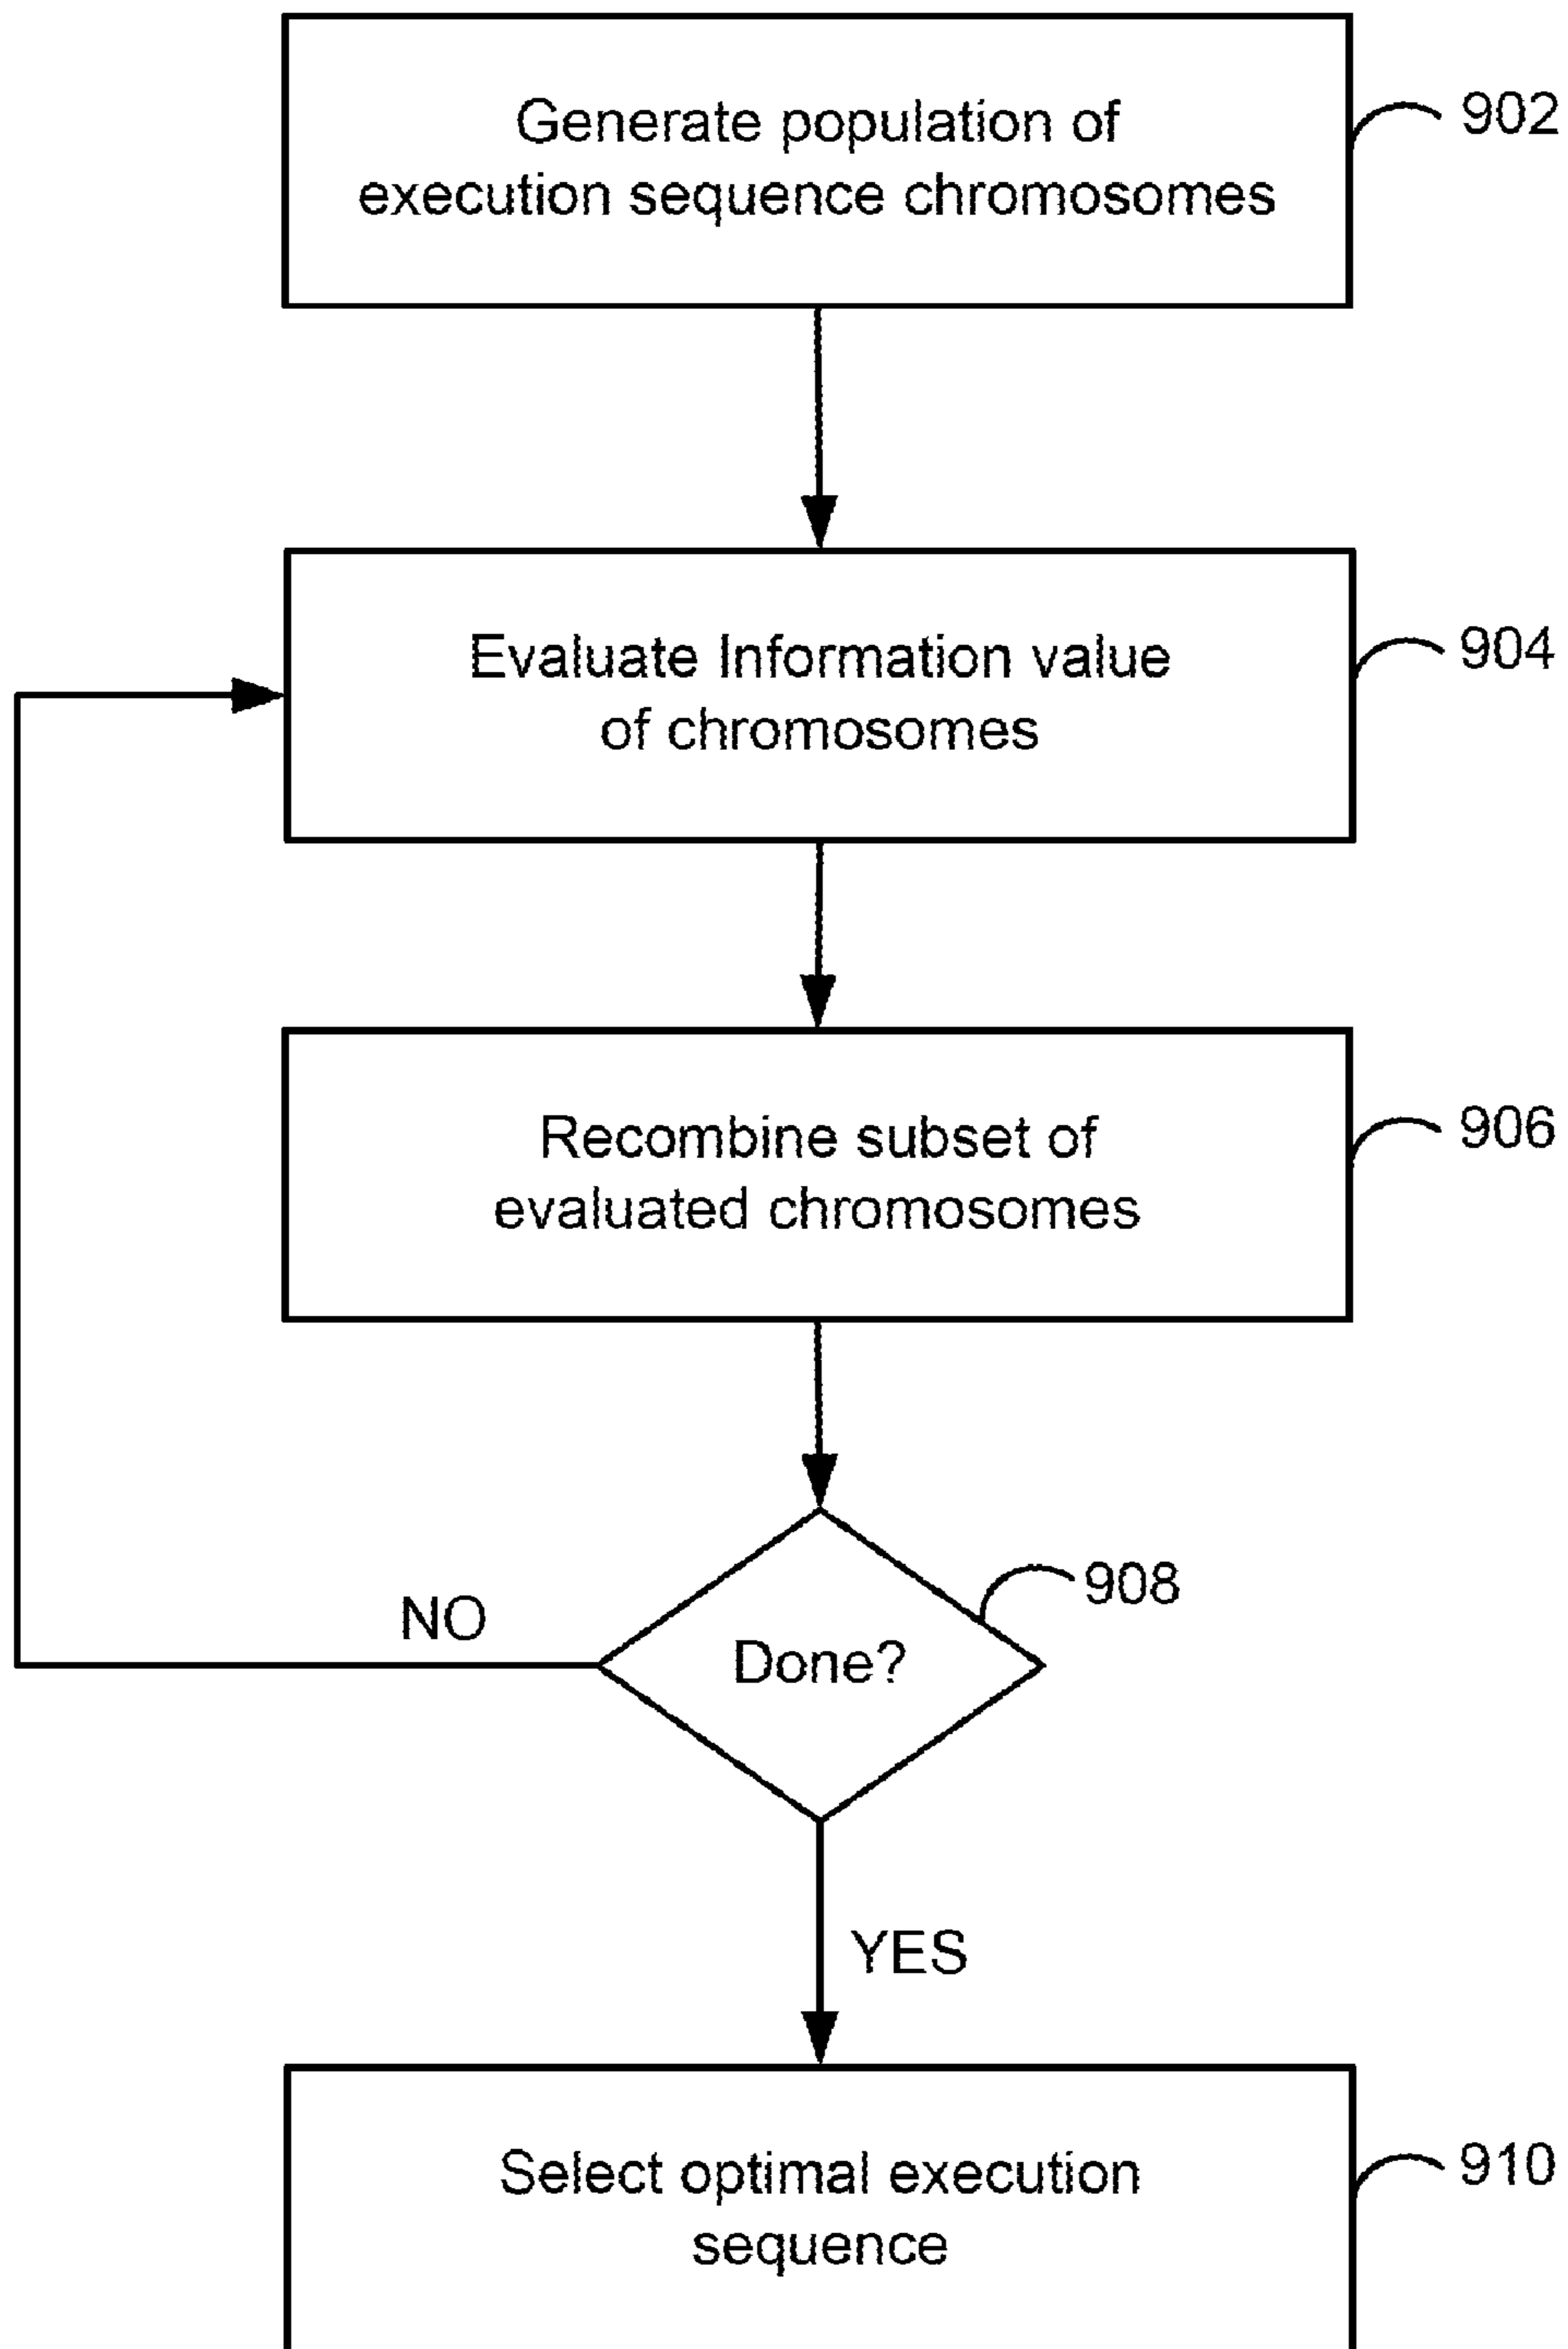 Generate population of
execution sequence chromosomes
902
Evaluate Information value
of chromosomes
904
Recombine subset of
evaluated chromosomes
906
Done?
908
NO
YES
Select optimal execution
sequence
910